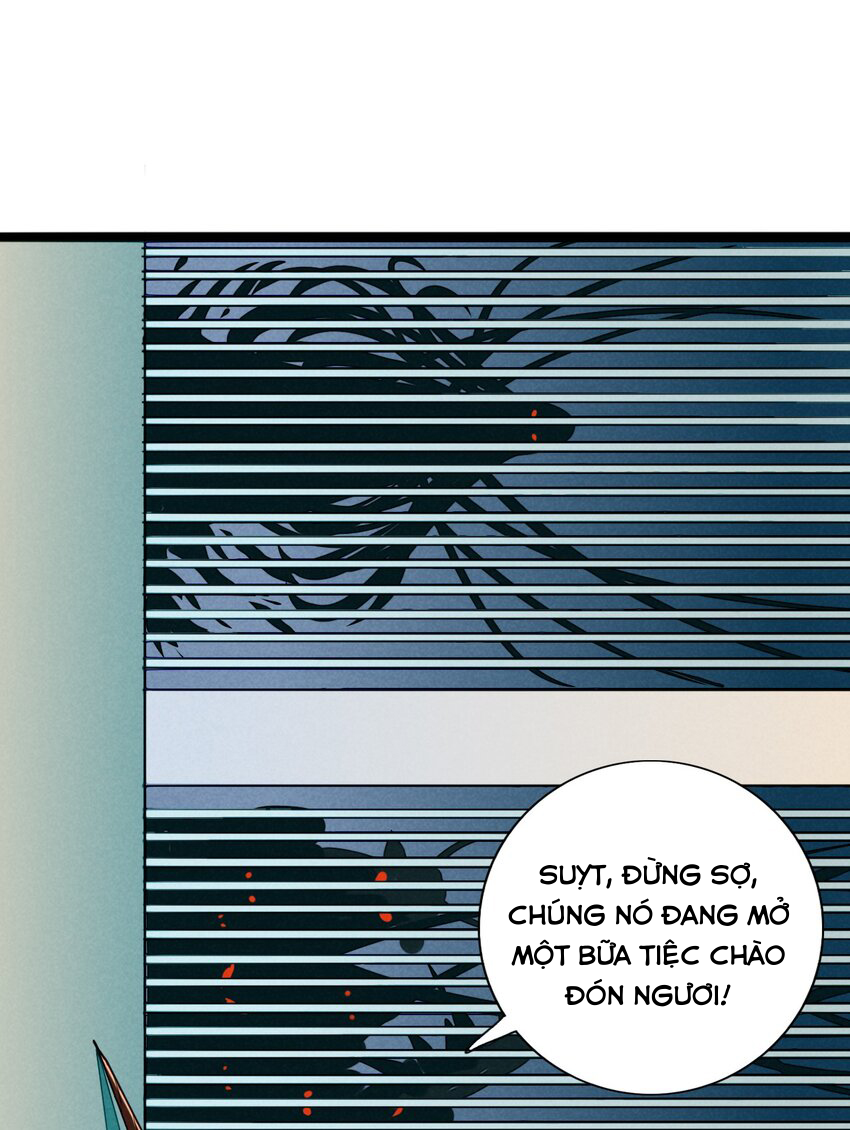 SUỴT, ĐỪNG SỢ,
CHÚNG NÓ ĐANG MỞ
MỘT BỮA TIỆC CHÀO
ĐÓN NGƯƠI!